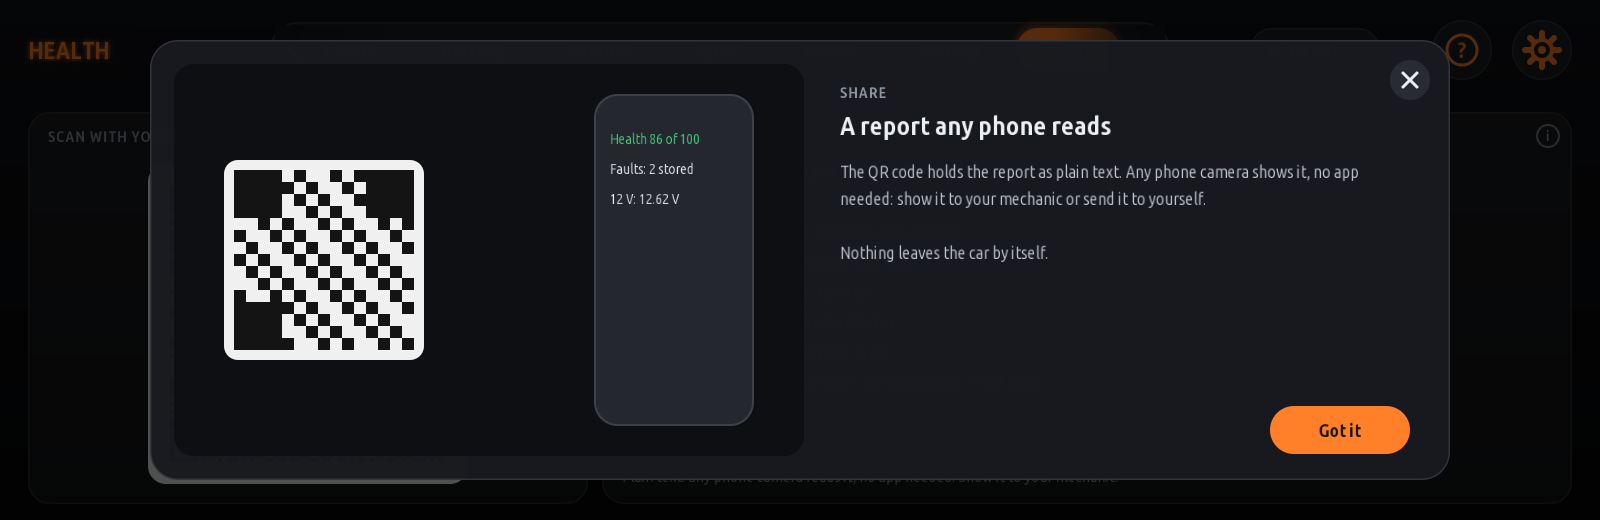 HEALTH
?
SCAN WITH YO
i
Health 86 of 100
Faults: 2 stored
12 V: 12.62 V
SHARE
A report any phone reads
The QR code holds the report as plain text. Any phone camera shows it, no app
needed: show it to your mechanic or send it to yourself.
Nothing leaves the car by itself.
Got it